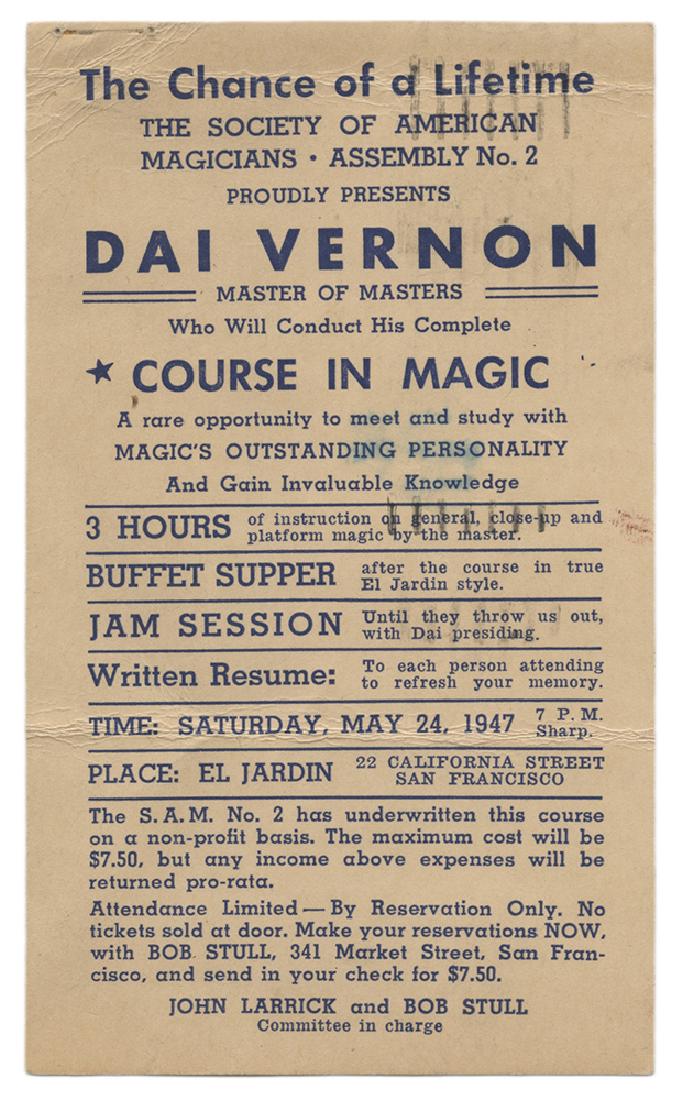 The Chance of a Lifetime
THE SOCIETY OF AMERICAN
MAGICIANS • ASSEMBLY No. 2
PROUDLY PRESENTS
DAI VERNON
MASTER OF MASTERS
Who Will Conduct His Complete
★ COURSE IN MAGIC
A rare opportunity to meet and study with
MAGIC'S OUTSTANDING PERSONALITY
And Gain Invaluable Knowledge
3 HOURS of instruction on general, close-up and
platform magic by the master.
BUFFET SUPPER after the course in true
El Jardin style.
JAM SESSION Until they throw us out,
with Dai presiding.
Written Resume: To each person attending
to refresh your memory.
TIME: SATURDAY, MAY 24, 1947 7 P. M.
Sharp.
PLACE: EL JARDIN 22 CALIFORNIA STREET
SAN FRANCISCO
The S. A. M. No. 2 has underwritten this course
on a non-profit basis. The maximum cost will be
$7.50, but any income above expenses will be
returned pro-rata.
Attendance Limited — By Reservation Only. No
tickets sold at door. Make your reservations NOW,
with BOB STULL, 341 Market Street, San Fran-
cisco, and send in your check for $7.50.
JOHN LARRICK and BOB STULL
Committee in charge